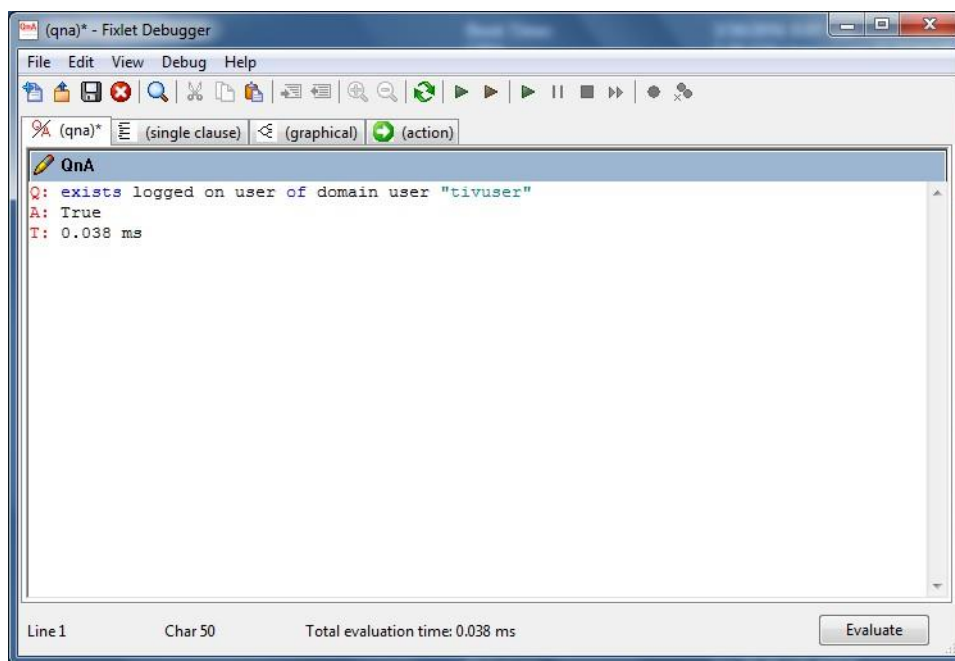 QnA (qna)* - Fixlet Debugger
File Edit View Debug Help
(qna)* (single clause) (graphical) (action)
QnA
Q: exists logged on user of domain user "tivuser"
A: True
T: 0.038 ms
Line 1 Char 50 Total evaluation time: 0.038 ms Evaluate